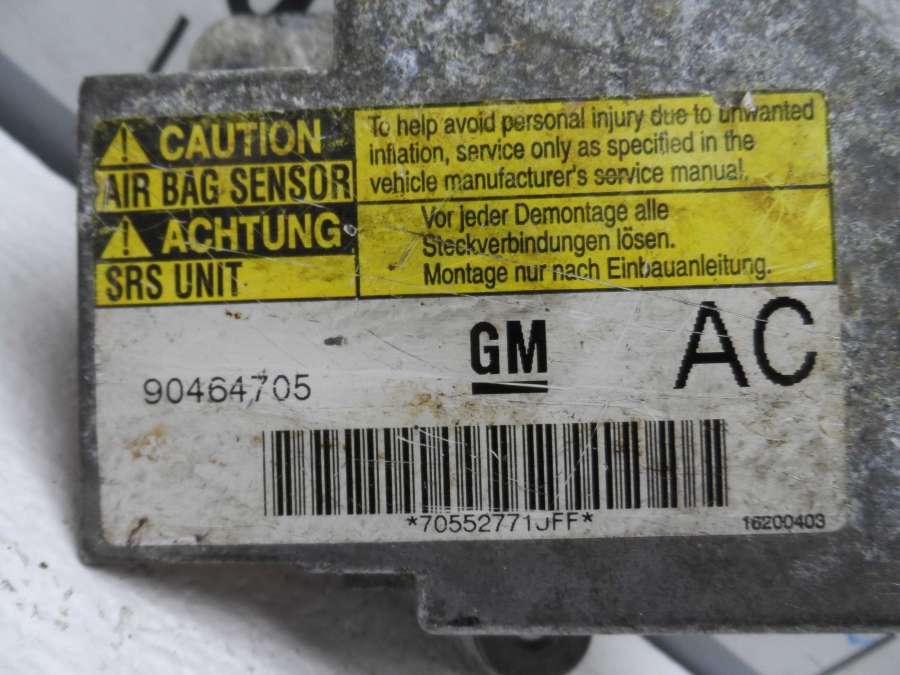 CAUTION
AIR BAG SENSOR
To help avoid personal injury due to unwanted
inflation, service only as specified in the
vehicle manufacturer's service manual.
ACHTUNG
SRS UNIT
Vor jeder Demontage alle
Steckverbindungen lösen.
Montage nur nach Einbauanleitung.
90464705
GM
AC
*70552771JFF*
16200403